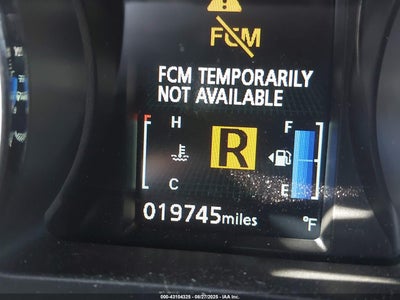 FCM
FCM TEMPORARILY
NOT AVAILABLE
F H R F
C E
019745miles °F
000-43104325 | 08/27/2025 | IAA Inc.